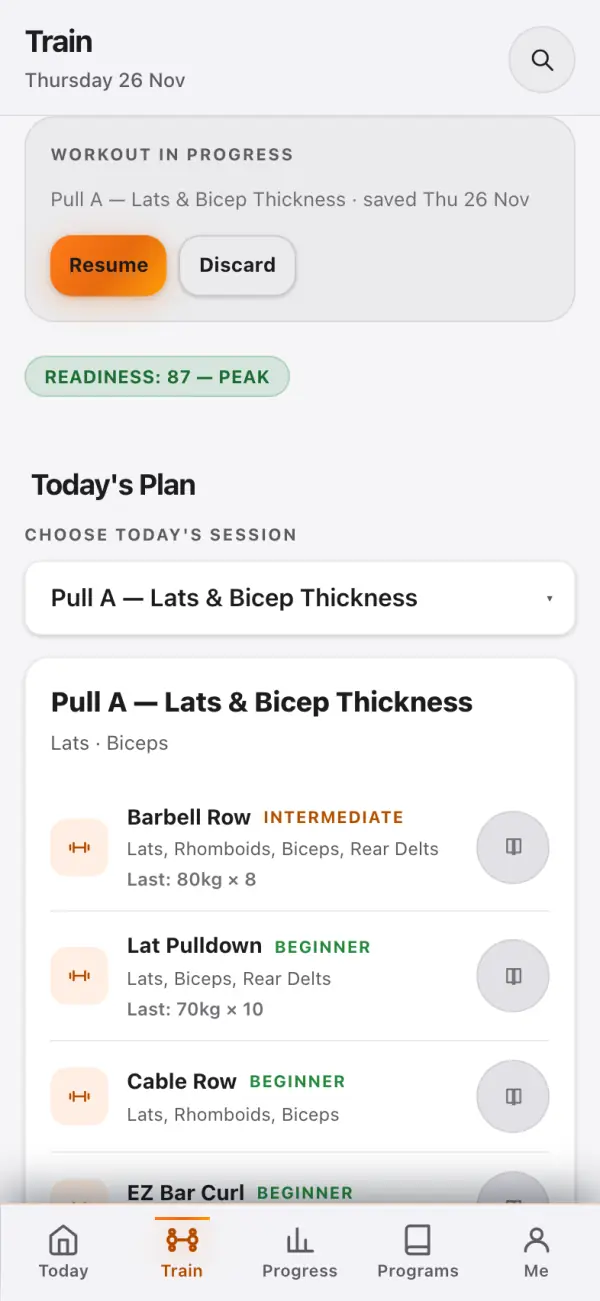 Train
Thursday 26 Nov
WORKOUT IN PROGRESS
Pull A — Lats & Bicep Thickness · saved Thu 26 Nov
Resume Discard
READINESS: 87 — PEAK
Today's Plan
CHOOSE TODAY'S SESSION
Pull A — Lats & Bicep Thickness
Pull A — Lats & Bicep Thickness
Lats · Biceps
Barbell Row INTERMEDIATE
Lats, Rhomboids, Biceps, Rear Delts
Last: 80kg × 8
Lat Pulldown BEGINNER
Lats, Biceps, Rear Delts
Last: 70kg × 10
Cable Row BEGINNER
Lats, Rhomboids, Biceps
EZ Bar Curl BEGINNER
Today Train Progress Programs Me